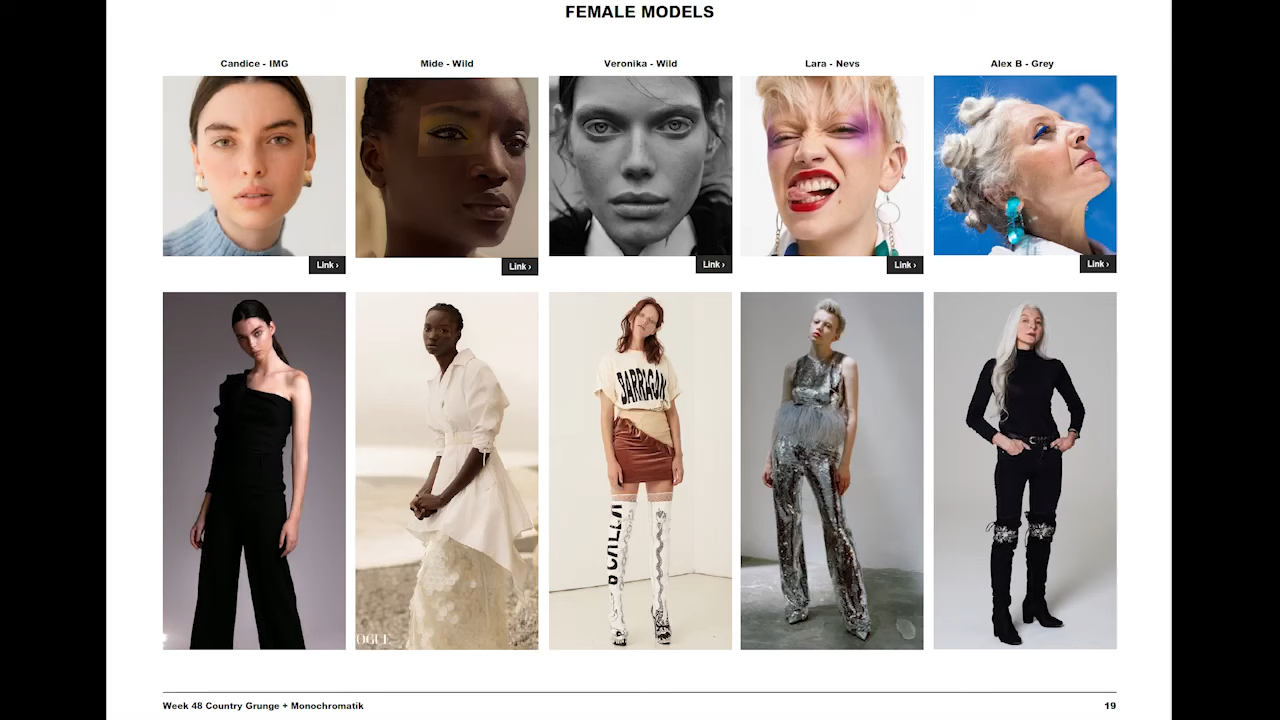 FEMALE MODELS
Candice - IMG
Mide - Wild
Veronika - Wild
Lara - Nevs
Alex B - Grey
Link ›
Link ›
Link ›
Link ›
Link ›
BARRAGÁN
OGUE
Week 48 Country Grunge + Monochromatik
19